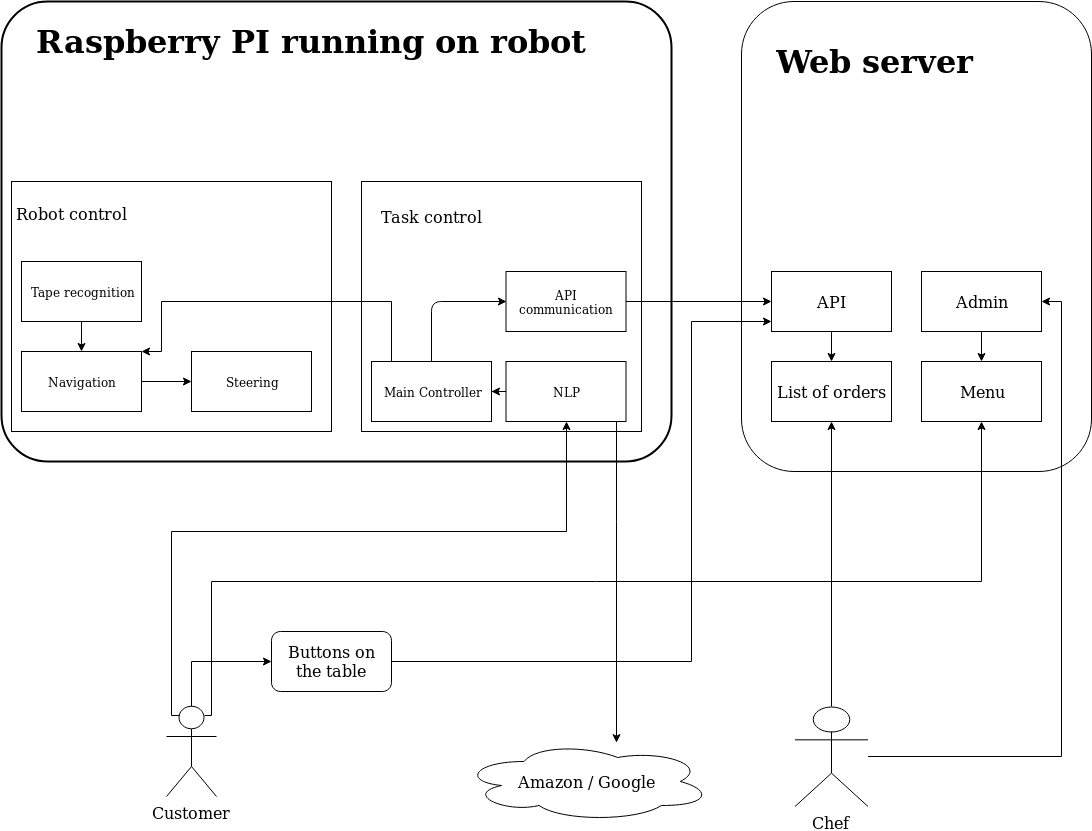 Raspberry PI running on robot
Web server
Robot control
Task control
Tape recognition
API
communication
API
Admin
Navigation
Steering
Main Controller
NLP
List of orders
Menu
Buttons on
the table
Amazon / Google
Customer
Chef